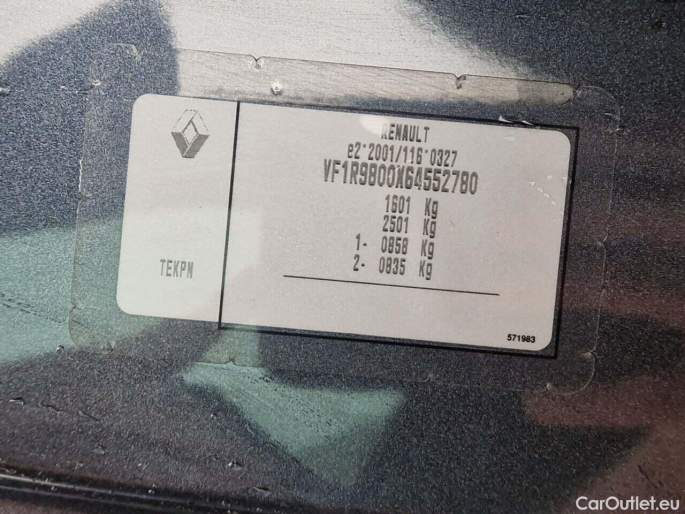 RENAULT
e2*2001/116*0327
VF1R9800X64552780
1601 Kg
2501 Kg
1- 0858 Kg
2- 0835 Kg
TEKPN
571983
CarOutlet.eu